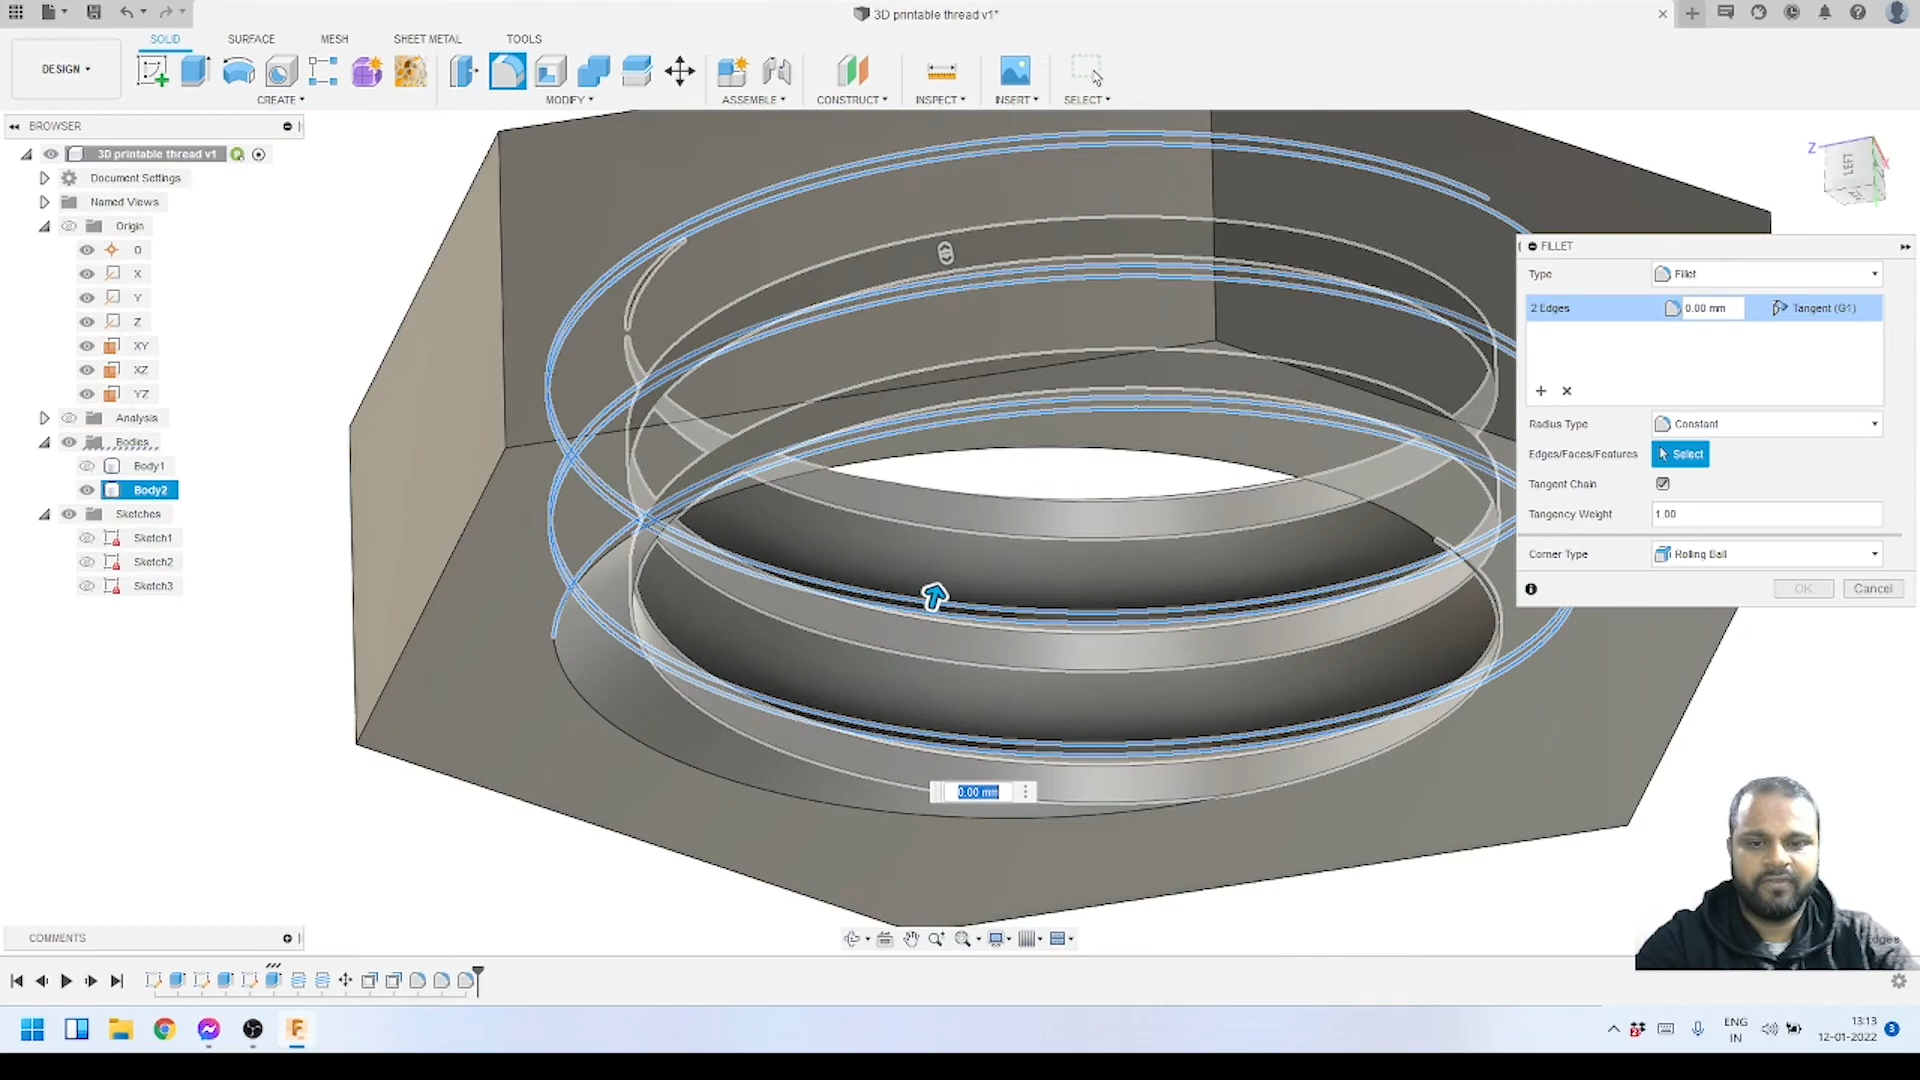 3D printable thread v1*
DESIGN
SOLID
SURFACE
MESH
SHEET METAL
TOOLS
CREATE
MODIFY
ASSEMBLE
CONSTRUCT
INSPECT
INSERT
SELECT
BROWSER
3D printable thread v1
Document Settings
Named Views
Origin
O
X
Y
Z
XY
XZ
YZ
Analysis
Bodies
Body1
Body2
Sketches
Sketch1
Sketch2
Sketch3
Z
X
LEFT
FILLET
Type
Fillet
2 Edges
0.00 mm
Tangent (G1)
Radius Type
Constant
Edges/Faces/Features
Select
Tangent Chain
Tangency Weight
1.00
Corner Type
Rolling Ball
OK
Cancel
0.00 mm
Edges
COMMENTS
ENG
IN
13:13
12-01-2022
3